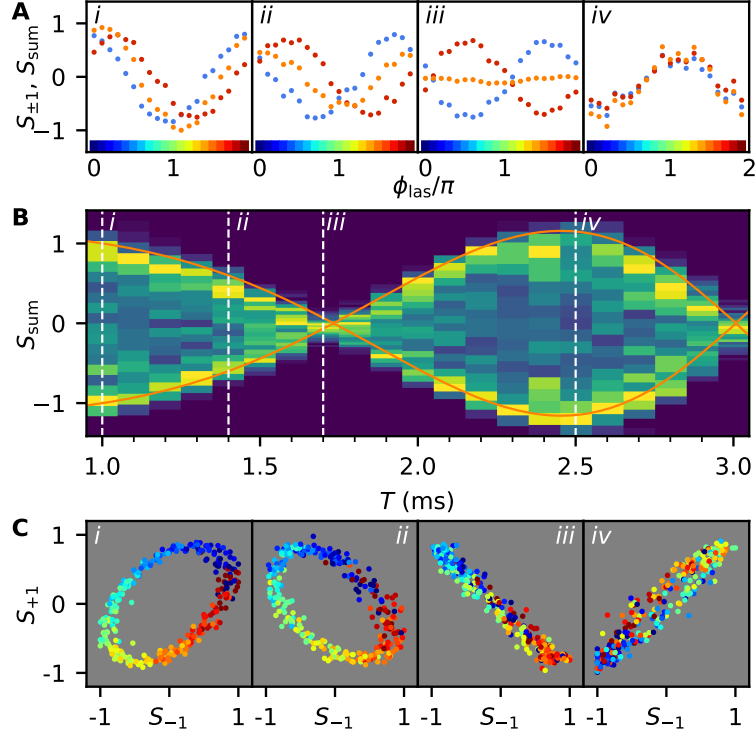 A
i ii iii iv
S±1, Ssum
1
0
−1
0 1 0 1 0 1 0 1 2
ϕlas/π
B
i ii iii iv
Ssum
1
0
−1
1.0 1.5 2.0 2.5 3.0
T (ms)
C
i ii iii iv
S+1
1
0
-1
-1 S−1 1 -1 S−1 1 -1 S−1 1 -1 S−1 1